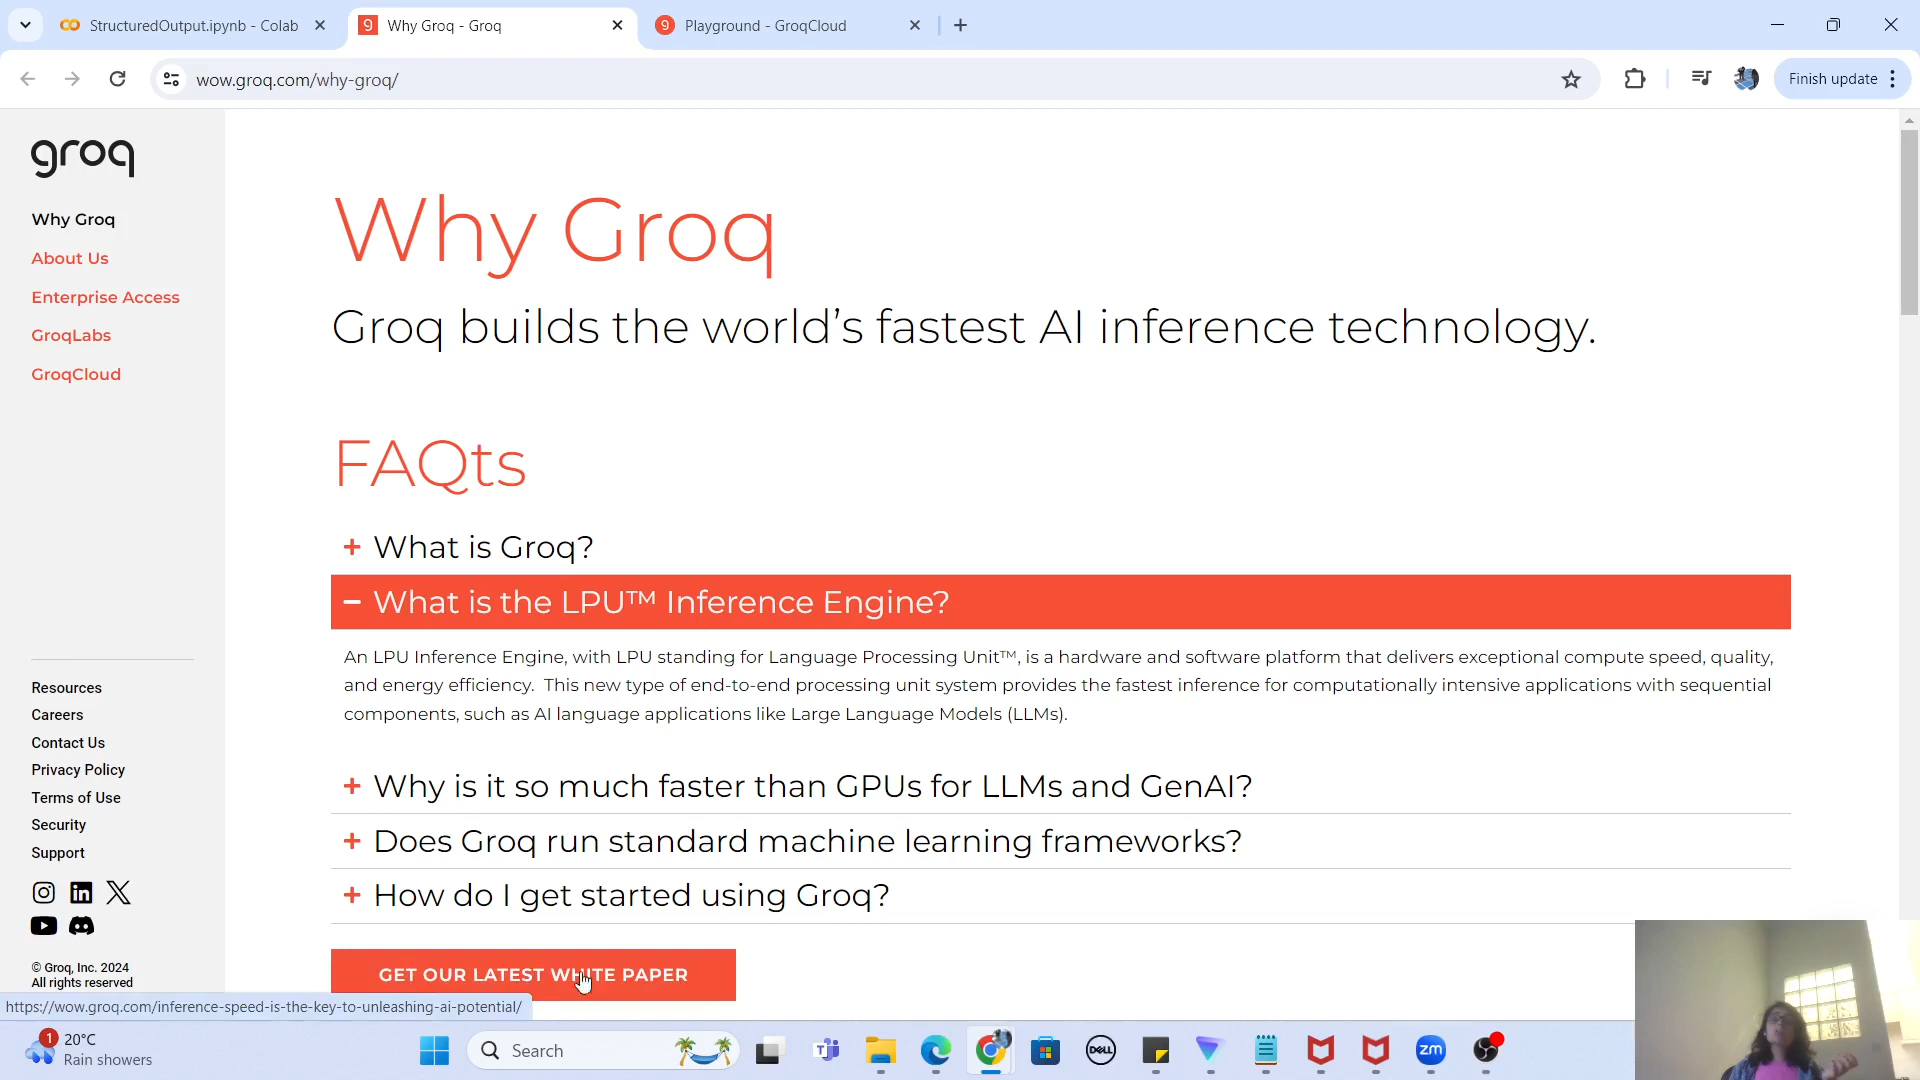 StructuredOutput.ipynb - Colab
Why Groq - Groq
Playground - GroqCloud
wow.groq.com/why-groq/
Finish update
groq
Why Groq
About Us
Enterprise Access
GroqLabs
GroqCloud
Resources
Careers
Contact Us
Privacy Policy
Terms of Use
Security
Support
© Groq, Inc. 2024
All rights reserved
Why Groq
Groq builds the world’s fastest AI inference technology.
FAQts
+ What is Groq?
– What is the LPU™ Inference Engine?
An LPU Inference Engine, with LPU standing for Language Processing Unit™, is a hardware and software platform that delivers exceptional compute speed, quality,
and energy efficiency. This new type of end-to-end processing unit system provides the fastest inference for computationally intensive applications with sequential
components, such as AI language applications like Large Language Models (LLMs).
+ Why is it so much faster than GPUs for LLMs and GenAI?
+ Does Groq run standard machine learning frameworks?
+ How do I get started using Groq?
GET OUR LATEST WHITE PAPER
https://wow.groq.com/inference-speed-is-the-key-to-unleashing-ai-potential/
1
20°C
Rain showers
Search
DELL
zm